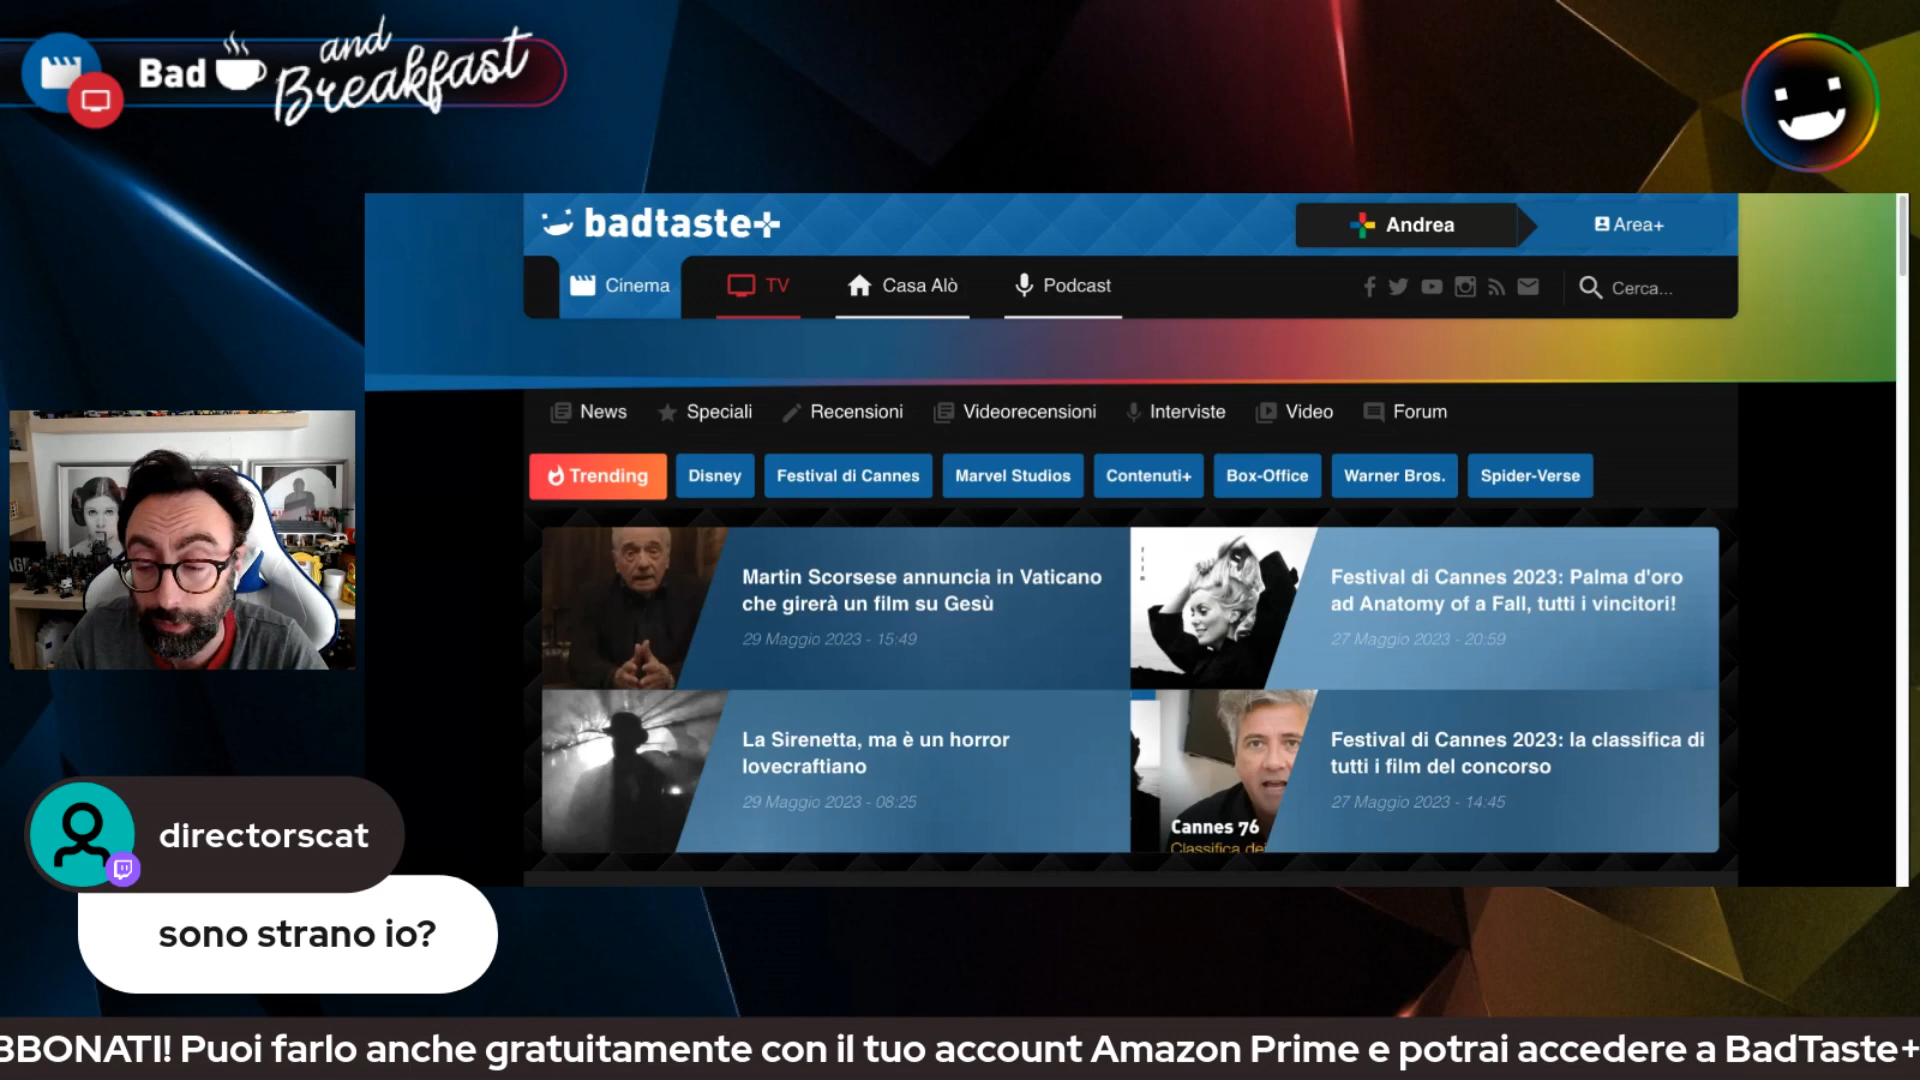 Bad and Breakfast
badtaste+
Andrea
Area+
Cinema
TV
Casa Alò
Podcast
Cerca...
News
Speciali
Recensioni
Videorecensioni
Interviste
Video
Forum
Trending
Disney
Festival di Cannes
Marvel Studios
Contenuti+
Box-Office
Warner Bros.
Spider-Verse
Martin Scorsese annuncia in Vaticano
che girerà un film su Gesù
29 Maggio 2023 - 15:49
Festival di Cannes 2023: Palma d'oro
ad Anatomy of a Fall, tutti i vincitori!
27 Maggio 2023 - 20:59
La Sirenetta, ma è un horror
lovecraftiano
29 Maggio 2023 - 08:25
Cannes 76
Classifica dei
Festival di Cannes 2023: la classifica di
tutti i film del concorso
27 Maggio 2023 - 14:45
directorscat
sono strano io?
BBONATI! Puoi farlo anche gratuitamente con il tuo account Amazon Prime e potrai accedere a BadTaste+